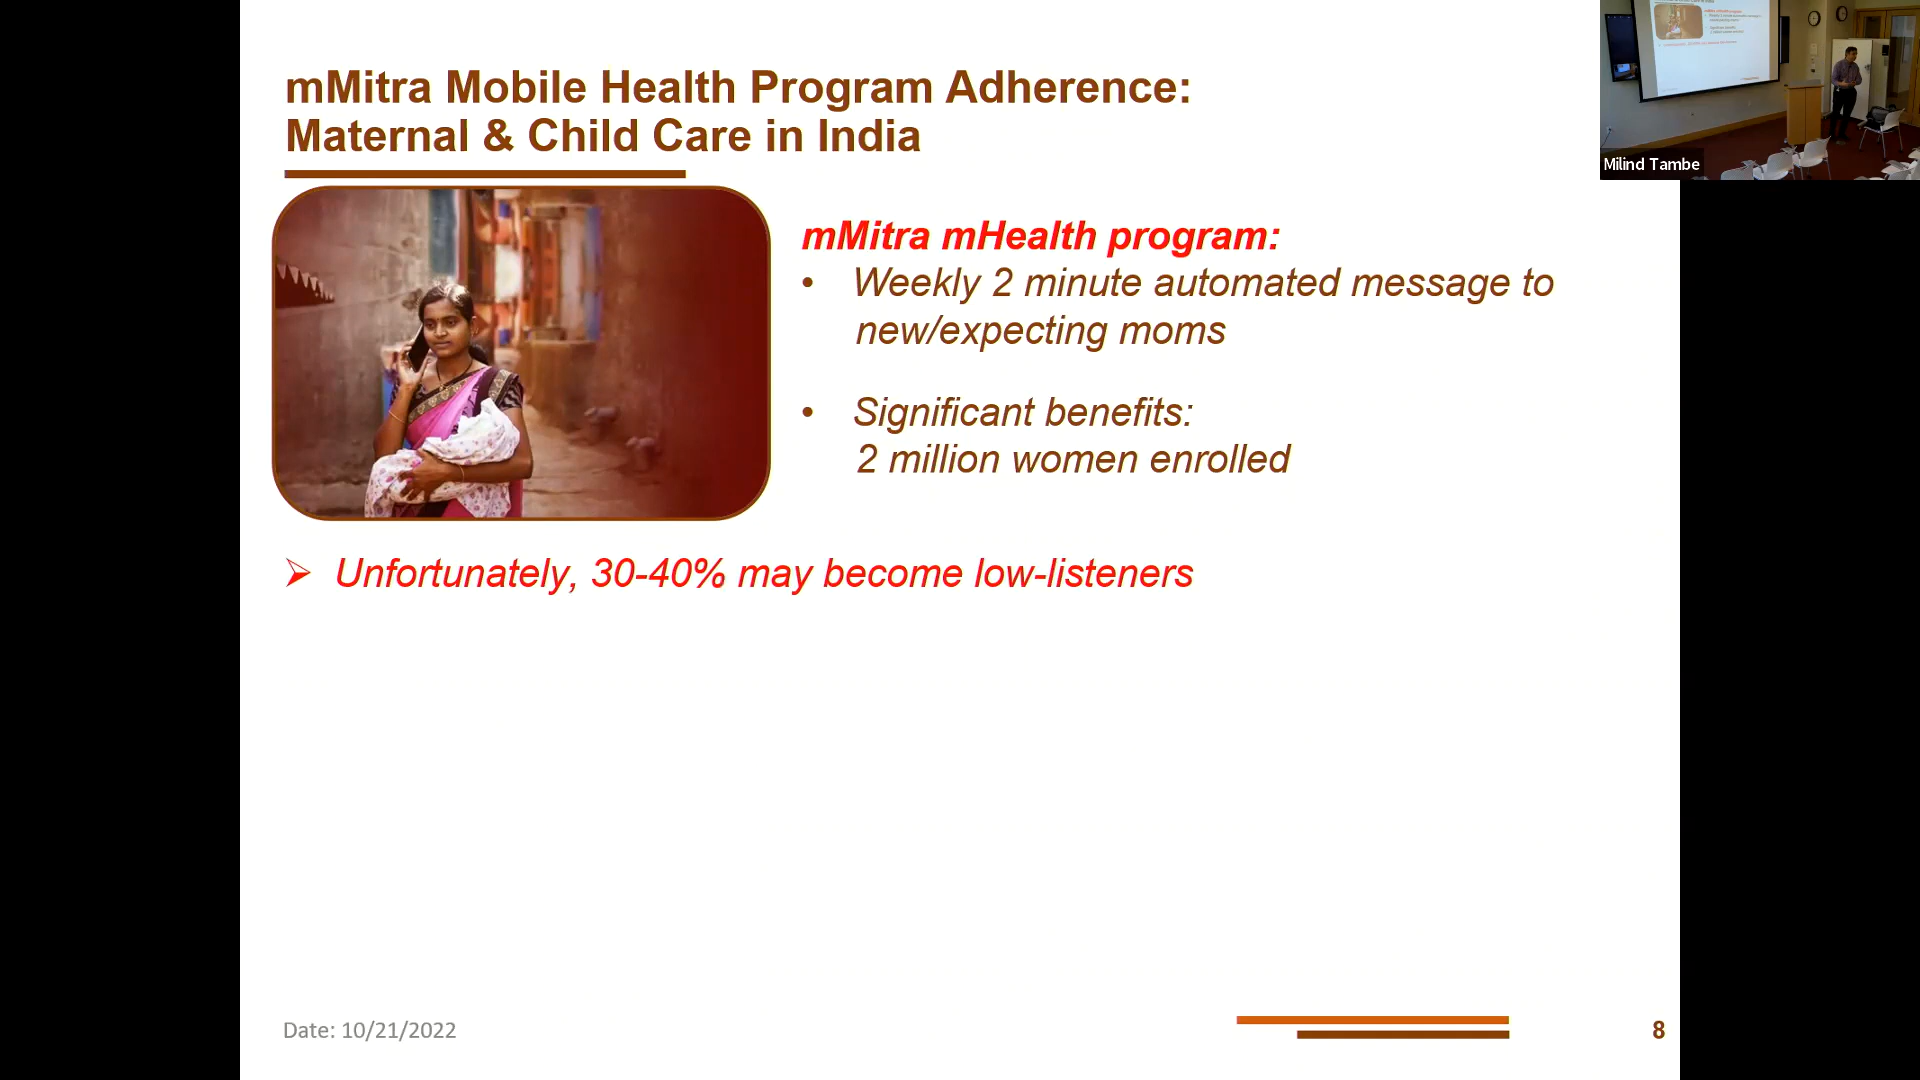 mMitra Mobile Health Program Adherence:
Maternal & Child Care in India
mMitra mHealth program:
• Weekly 2 minute automated message to
new/expecting moms
• Significant benefits:
2 million women enrolled
➢ Unfortunately, 30-40% may become low-listeners
Date: 10/21/2022
8
Milind Tambe